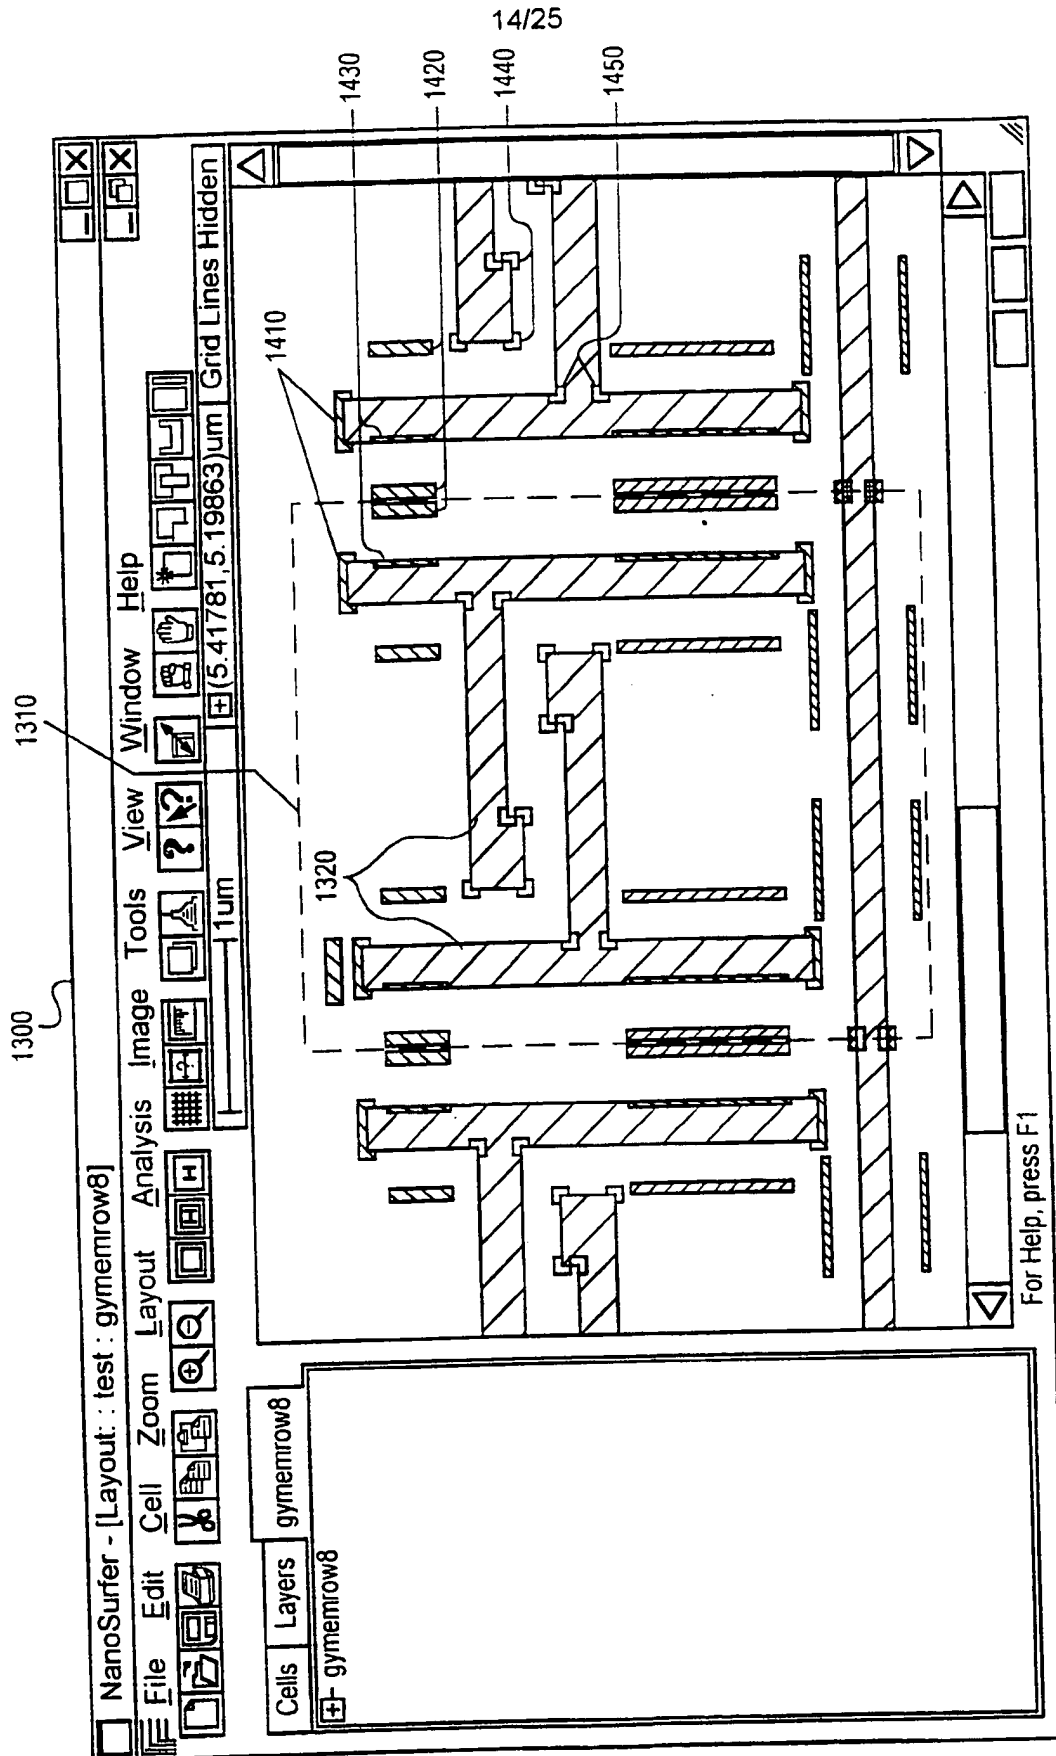 14/25
1300
1310
NanoSurfer - [Layout: : test : gymemrow8]
File Edit Cell Zoom Layout Analysis Image Tools View Window Help
1um
(5.41781,5.19863)um Grid Lines Hidden
Cells Layers gymemrow8
gymemrow8
1320
1410
1430
1420
1440
1450
For Help, press F1